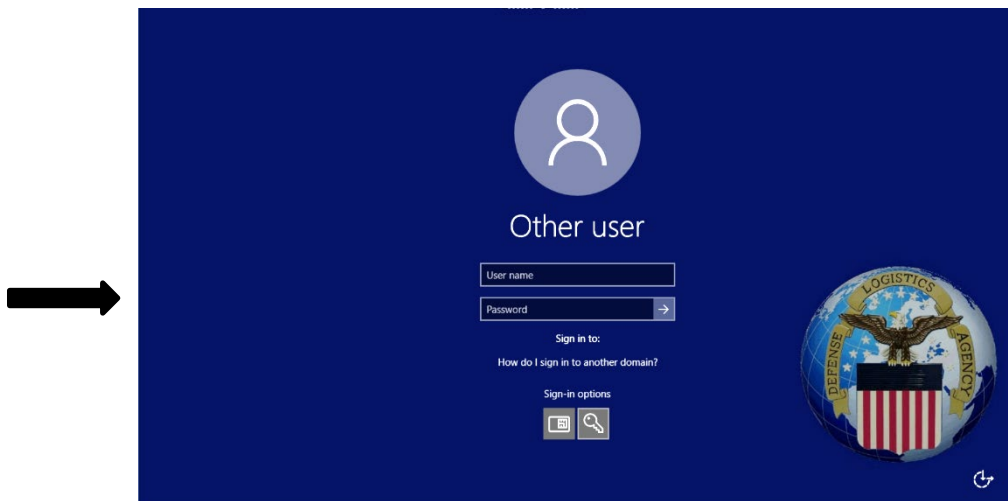 Other user
User name
Password
Sign in to:
How do I sign in to another domain?
Sign-in options
DEFENSE LOGISTICS AGENCY